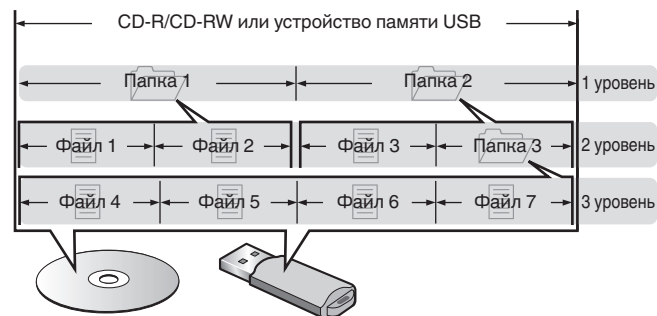 CD-R/CD-RW или устройство памяти USB
Папка 1 Папка 2 1 уровень
Файл 1 Файл 2 Файл 3 Папка 3 2 уровень
Файл 4 Файл 5 Файл 6 Файл 7 3 уровень